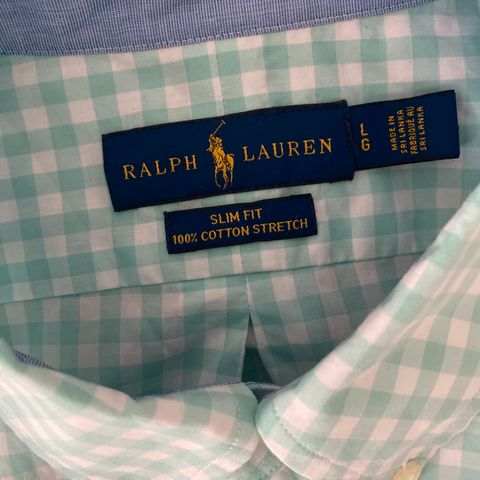 RALPH LAUREN
L
G
MADE IN
SRI LANKA
FABRIQUÉ AU
SRI LANKA
SLIM FIT
100% COTTON STRETCH